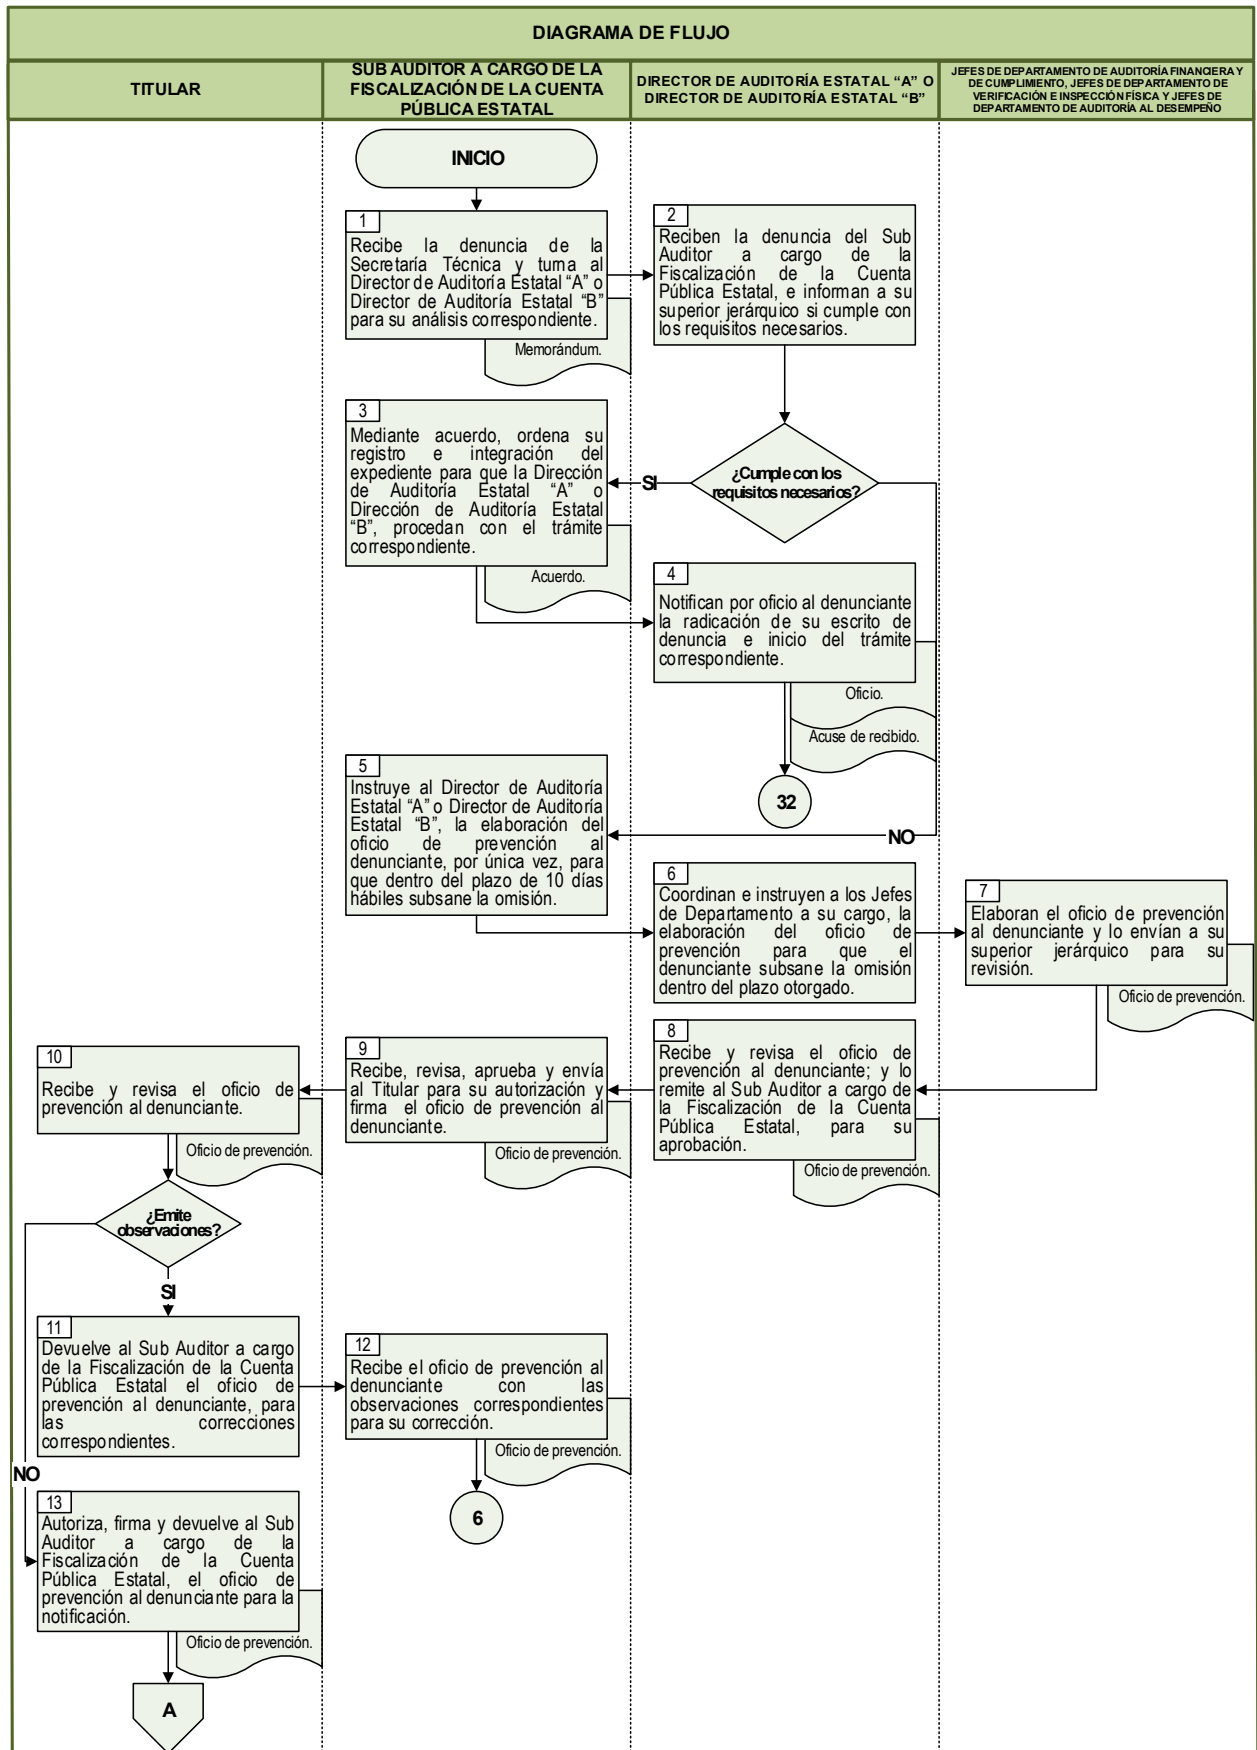 DIAGRAMA DE FLUJO
TITULAR
SUB AUDITOR A CARGO DE LA
FISCALIZACIÓN DE LA CUENTA
PÚBLICA ESTATAL
DIRECTOR DE AUDITORÍA ESTATAL “A” O
DIRECTOR DE AUDITORÍA ESTATAL “B”
JEFES DE DEPARTAMENTO DE AUDITORÍA FINANCIERA Y
DE CUMPLIMIENTO, JEFES DE DEPARTAMENTO DE
VERIFICACIÓN E INSPECCIÓN FÍSICA Y JEFES DE
DEPARTAMENTO DE AUDITORÍA AL DESEMPEÑO
INICIO
1
Recibe la denuncia de la
Secretaría Técnica y turna al
Director de Auditoría Estatal “A” o
Director de Auditoría Estatal “B”
para su análisis correspondiente.
Memorándum.
2
Reciben la denuncia del Sub
Auditor a cargo de la
Fiscalización de la Cuenta
Pública Estatal, e informan a su
superior jerárquico si cumple con
los requisitos necesarios.
¿Cumple con los
requisitos necesarios?
SI
3
Mediante acuerdo, ordena su
registro e integración del
expediente para que la Dirección
de Auditoría Estatal “A” o
Dirección de Auditoría Estatal
“B”, procedan con el trámite
correspondiente.
Acuerdo.
4
Notifican por oficio al denunciante
la radicación de su escrito de
denuncia e inicio del trámite
correspondiente.
Oficio.
Acuse de recibido.
32
NO
5
Instruye al Director de Auditoría
Estatal “A” o Director de Auditoría
Estatal “B”, la elaboración del
oficio de prevención al
denunciante, por única vez, para
que dentro del plazo de 10 días
hábiles subsane la omisión.
6
Coordinan e instruyen a los Jefes
de Departamento a su cargo, la
elaboración del oficio de
prevención para que el
denunciante subsane la omisión
dentro del plazo otorgado.
7
Elaboran el oficio de prevención
al denunciante y lo envían a su
superior jerárquico para su
revisión.
Oficio de prevención.
8
Recibe y revisa el oficio de
prevención al denunciante; y lo
remite al Sub Auditor a cargo de
la Fiscalización de la Cuenta
Pública Estatal, para su
aprobación.
Oficio de prevención.
9
Recibe, revisa, aprueba y envía
al Titular para su autorización y
firma el oficio de prevención al
denunciante.
Oficio de prevención.
10
Recibe y revisa el oficio de
prevención al denunciante.
Oficio de prevención.
¿Emite
observaciones?
SI
11
Devuelve al Sub Auditor a cargo
de la Fiscalización de la Cuenta
Pública Estatal el oficio de
prevención al denunciante, para
las correcciones
correspondientes.
12
Recibe el oficio de prevención al
denunciante con las
observaciones correspondientes
para su corrección.
Oficio de prevención.
6
NO
13
Autoriza, firma y devuelve al Sub
Auditor a cargo de la
Fiscalización de la Cuenta
Pública Estatal, el oficio de
prevención al denunciante para la
notificación.
Oficio de prevención.
A